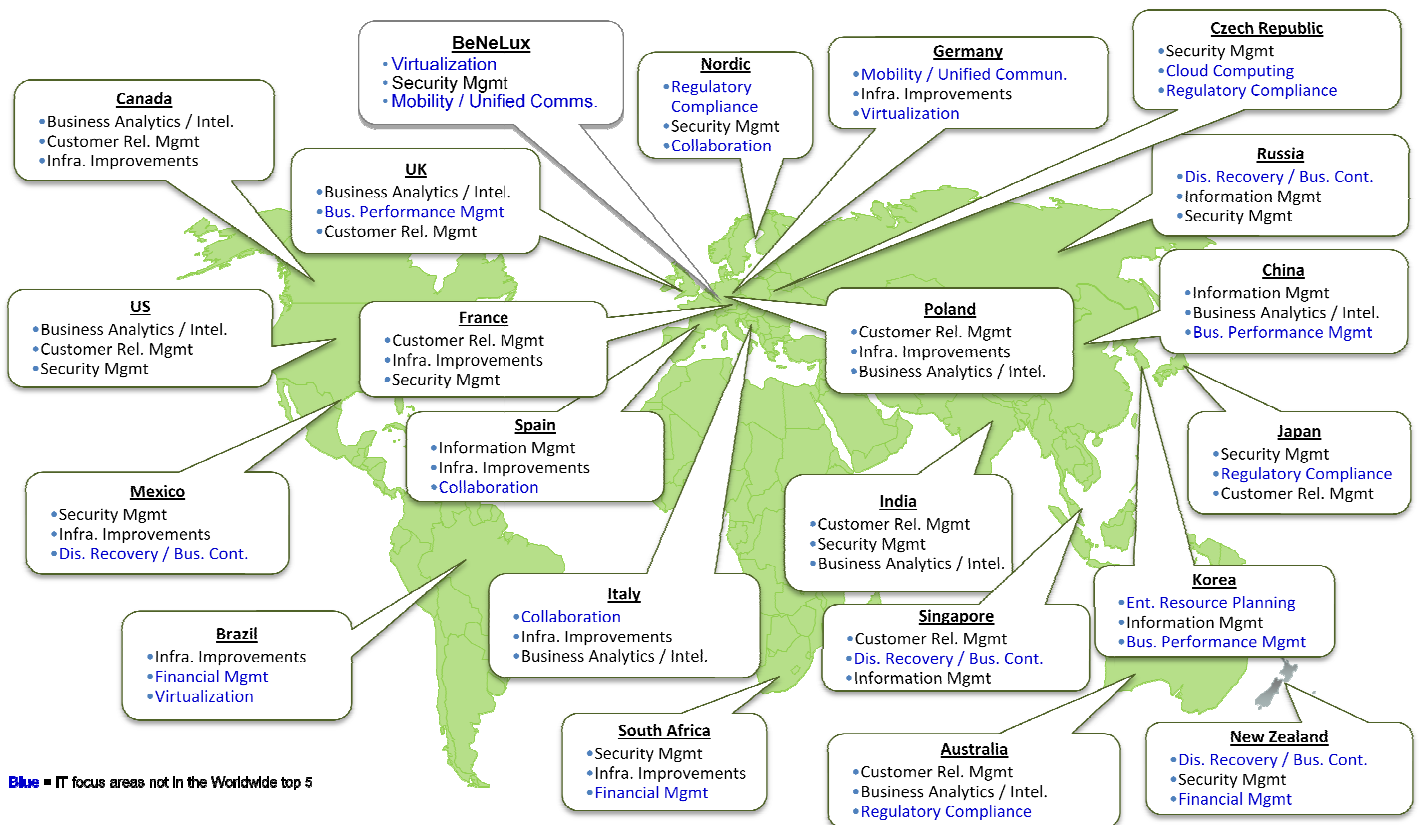 BeNeLux
Virtualization
Security Mgmt
Mobility / Unified Comms.
Nordic
Regulatory
Compliance
Security Mgmt
Collaboration
Germany
Mobility / Unified Commun.
Infra. Improvements
Virtualization
Czech Republic
Security Mgmt
Cloud Computing
Regulatory Compliance
Canada
Business Analytics / Intel.
Customer Rel. Mgmt
Infra. Improvements
UK
Business Analytics / Intel.
Bus. Performance Mgmt
Customer Rel. Mgmt
Russia
Dis. Recovery / Bus. Cont.
Information Mgmt
Security Mgmt
US
Business Analytics / Intel.
Customer Rel. Mgmt
Security Mgmt
France
Customer Rel. Mgmt
Infra. Improvements
Security Mgmt
Poland
Customer Rel. Mgmt
Infra. Improvements
Business Analytics / Intel.
China
Information Mgmt
Business Analytics / Intel.
Bus. Performance Mgmt
Spain
Information Mgmt
Infra. Improvements
Collaboration
Japan
Security Mgmt
Regulatory Compliance
Customer Rel. Mgmt
Mexico
Security Mgmt
Infra. Improvements
Dis. Recovery / Bus. Cont.
India
Customer Rel. Mgmt
Security Mgmt
Business Analytics / Intel.
Italy
Collaboration
Infra. Improvements
Business Analytics / Intel.
Singapore
Customer Rel. Mgmt
Dis. Recovery / Bus. Cont.
Information Mgmt
Korea
Ent. Resource Planning
Information Mgmt
Bus. Performance Mgmt
Brazil
Infra. Improvements
Financial Mgmt
Virtualization
South Africa
Security Mgmt
Infra. Improvements
Financial Mgmt
Australia
Customer Rel. Mgmt
Business Analytics / Intel.
Regulatory Compliance
New Zealand
Dis. Recovery / Bus. Cont.
Security Mgmt
Financial Mgmt
Blue = IT focus areas not in the Worldwide top 5